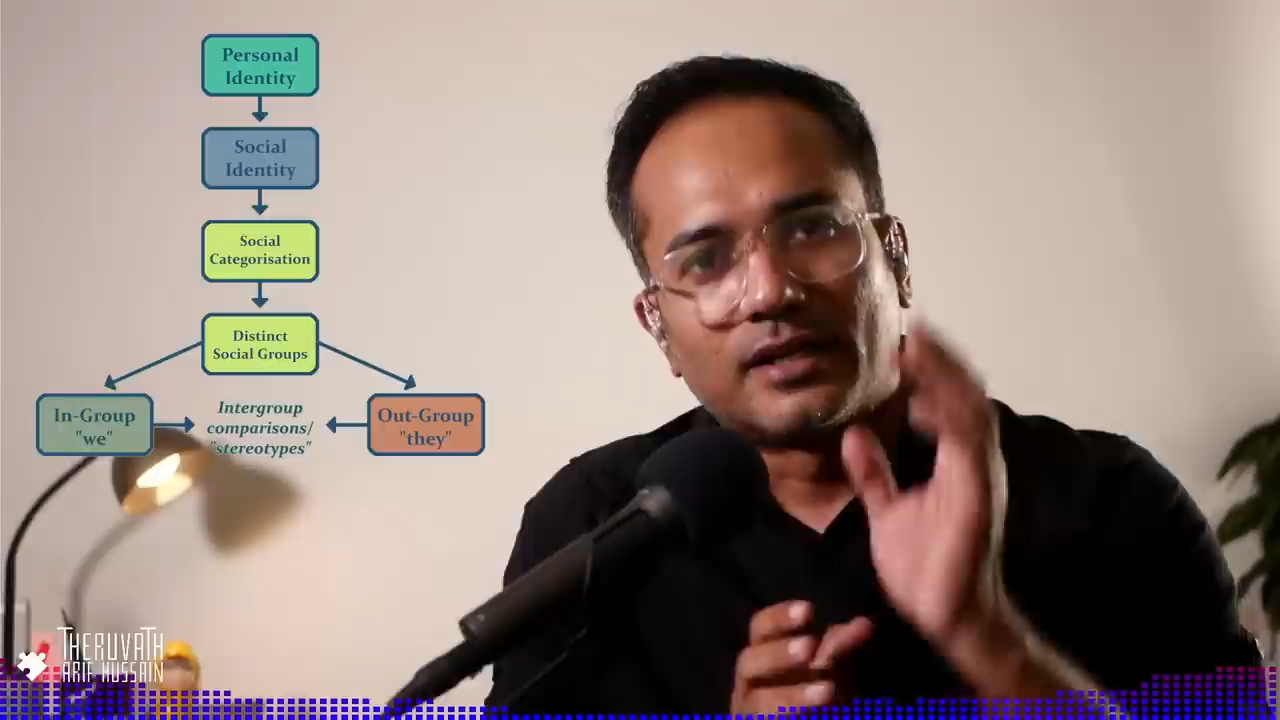 Personal
Identity
Social
Identity
Social
Categorisation
Distinct
Social Groups
In-Group
"we"
Intergroup
comparisons/
"stereotypes"
Out-Group
"they"
THERUVATH
ARIF HUSSAIN